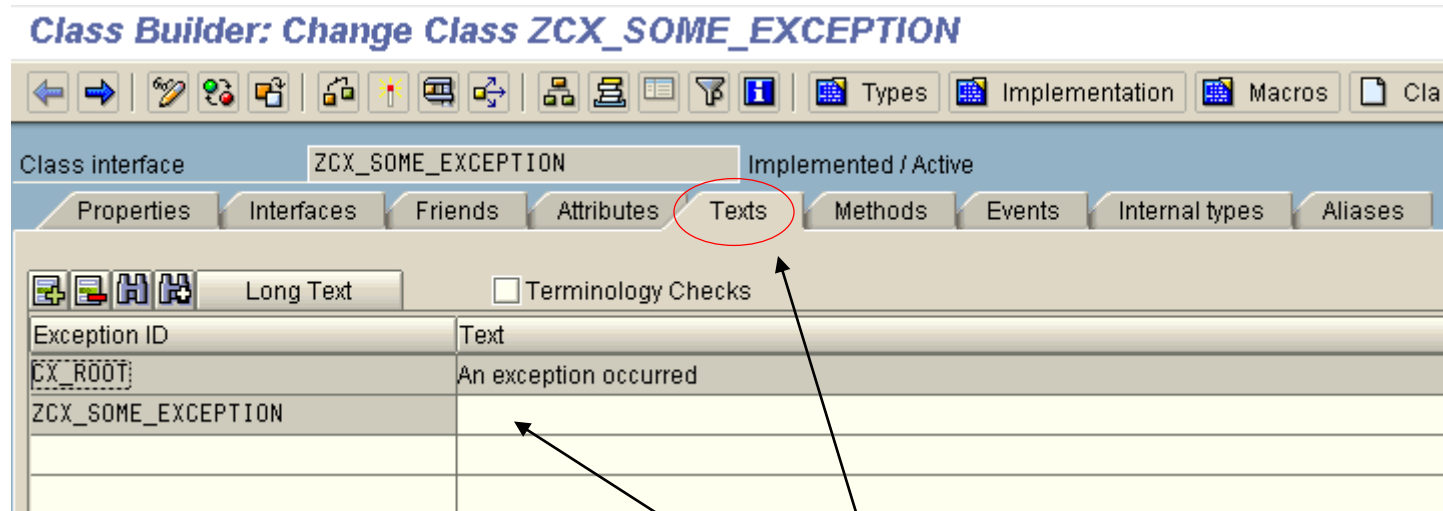 Class Builder: Change Class ZCX_SOME_EXCEPTION
Types Implementation Macros Cla
Class interface ZCX_SOME_EXCEPTION Implemented / Active
Properties Interfaces Friends Attributes Texts Methods Events Internal types Aliases
Long Text Terminology Checks
Exception ID Text
CX_ROOT An exception occurred
ZCX_SOME_EXCEPTION